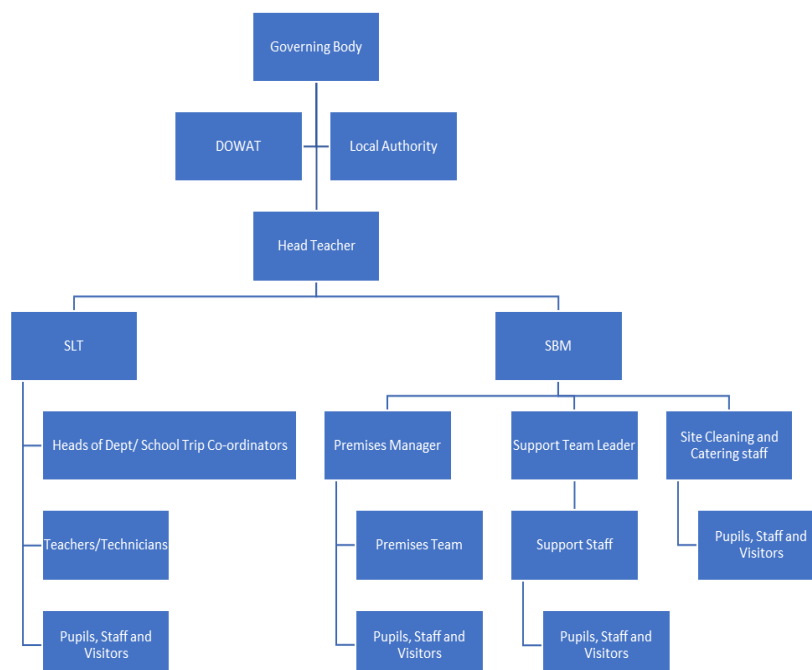 Governing Body
DOWAT
Local Authority
Head Teacher
SLT
SBM
Heads of Dept/ School Trip Co-ordinators
Premises Manager
Support Team Leader
Site Cleaning and
Catering staff
Teachers/Technicians
Premises Team
Support Staff
Pupils, Staff and
Visitors
Pupils, Staff and
Visitors
Pupils, Staff and
Visitors
Pupils, Staff and
Visitors